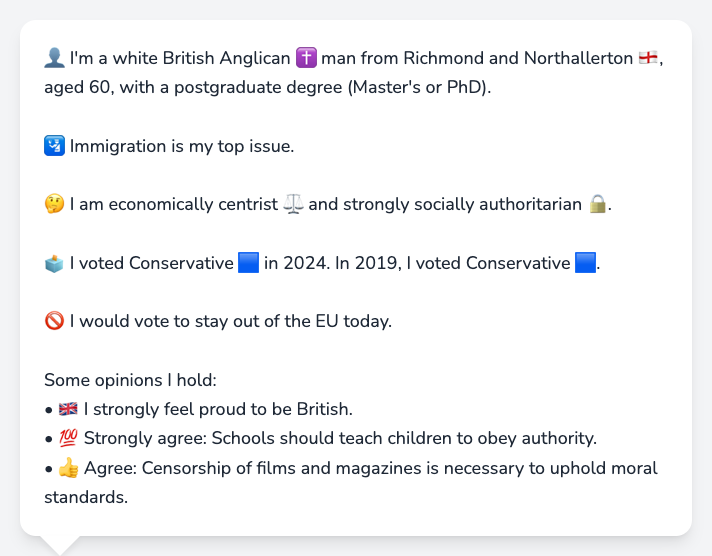 👤 I'm a white British Anglican ✝️ man from Richmond and Northallerton 🏴󠁧󠁢󠁥󠁮󠁧󠁿,
aged 60, with a postgraduate degree (Master's or PhD).
🛂 Immigration is my top issue.
🤔 I am economically centrist ⚖️ and strongly socially authoritarian 🔒.
🗳️ I voted Conservative 🟦 in 2024. In 2019, I voted Conservative 🟦.
🚫 I would vote to stay out of the EU today.
Some opinions I hold:
• 🇬🇧 I strongly feel proud to be British.
• 💯 Strongly agree: Schools should teach children to obey authority.
• 👍 Agree: Censorship of films and magazines is necessary to uphold moral
standards.